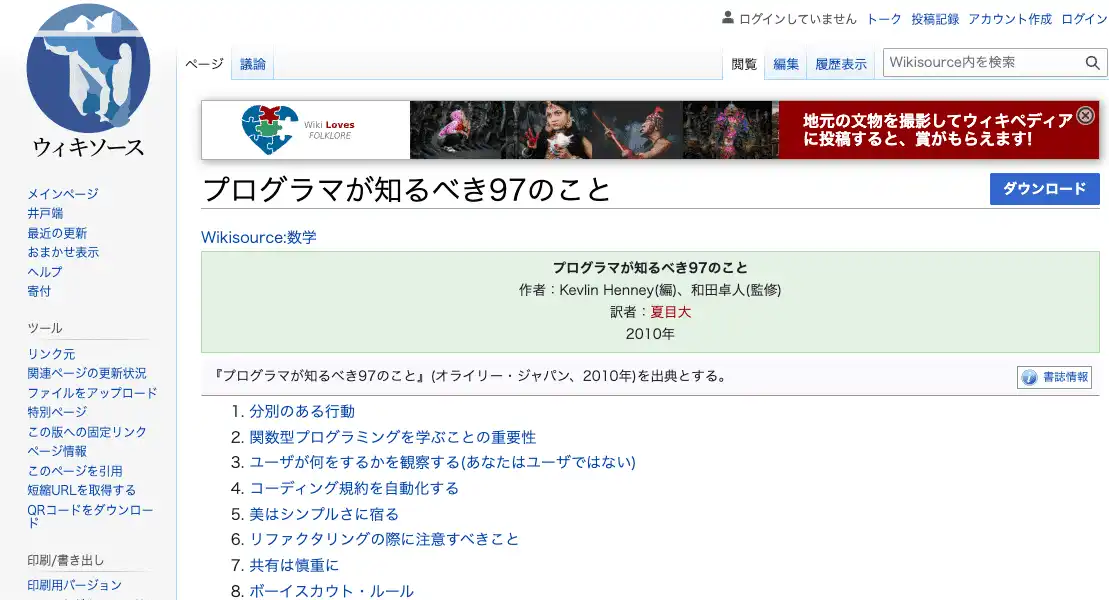 ログインしていません トーク 投稿記録 アカウント作成 ログイン
ページ 議論 閲覧 編集 履歴表示 Wikisource内を検索
ウィキソース
Wiki Loves
FOLKLORE
地元の文物を撮影してウィキペディア
に投稿すると、賞がもらえます!
メインページ
井戸端
最近の更新
おまかせ表示
ヘルプ
寄付
ツール
リンク元
関連ページの更新状況
ファイルをアップロード
特別ページ
この版への固定リンク
ページ情報
このページを引用
短縮URLを取得する
QRコードをダウンロー
ド
印刷/書き出し
印刷用バージョン
プログラマが知るべき97のこと
ダウンロード
Wikisource:数学
プログラマが知るべき97のこと
作者：Kevlin Henney(編)、和田卓人(監修)
訳者：夏目大
2010年
『プログラマが知るべき97のこと』(オライリー・ジャパン、2010年)を出典とする。
書誌情報
1. 分別のある行動
2. 関数型プログラミングを学ぶことの重要性
3. ユーザが何をするかを観察する(あなたはユーザではない)
4. コーディング規約を自動化する
5. 美はシンプルさに宿る
6. リファクタリングの際に注意すべきこと
7. 共有は慎重に
8. ボーイスカウト・ルール